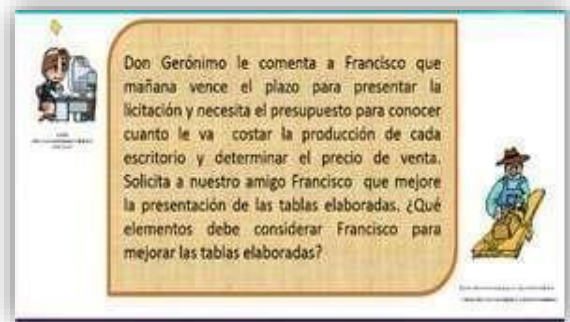 Don Gerónimo le comenta a Francisco que
mañana vence el plazo para presentar la
licitación y necesita el presupuesto para conocer
cuanto le va costar la producción de cada
escritorio y determinar el precio de venta.
Solicita a nuestro amigo Francisco que mejore
la presentación de las tablas elaboradas. ¿Qué
elementos debe considerar Francisco para
mejorar las tablas elaboradas?